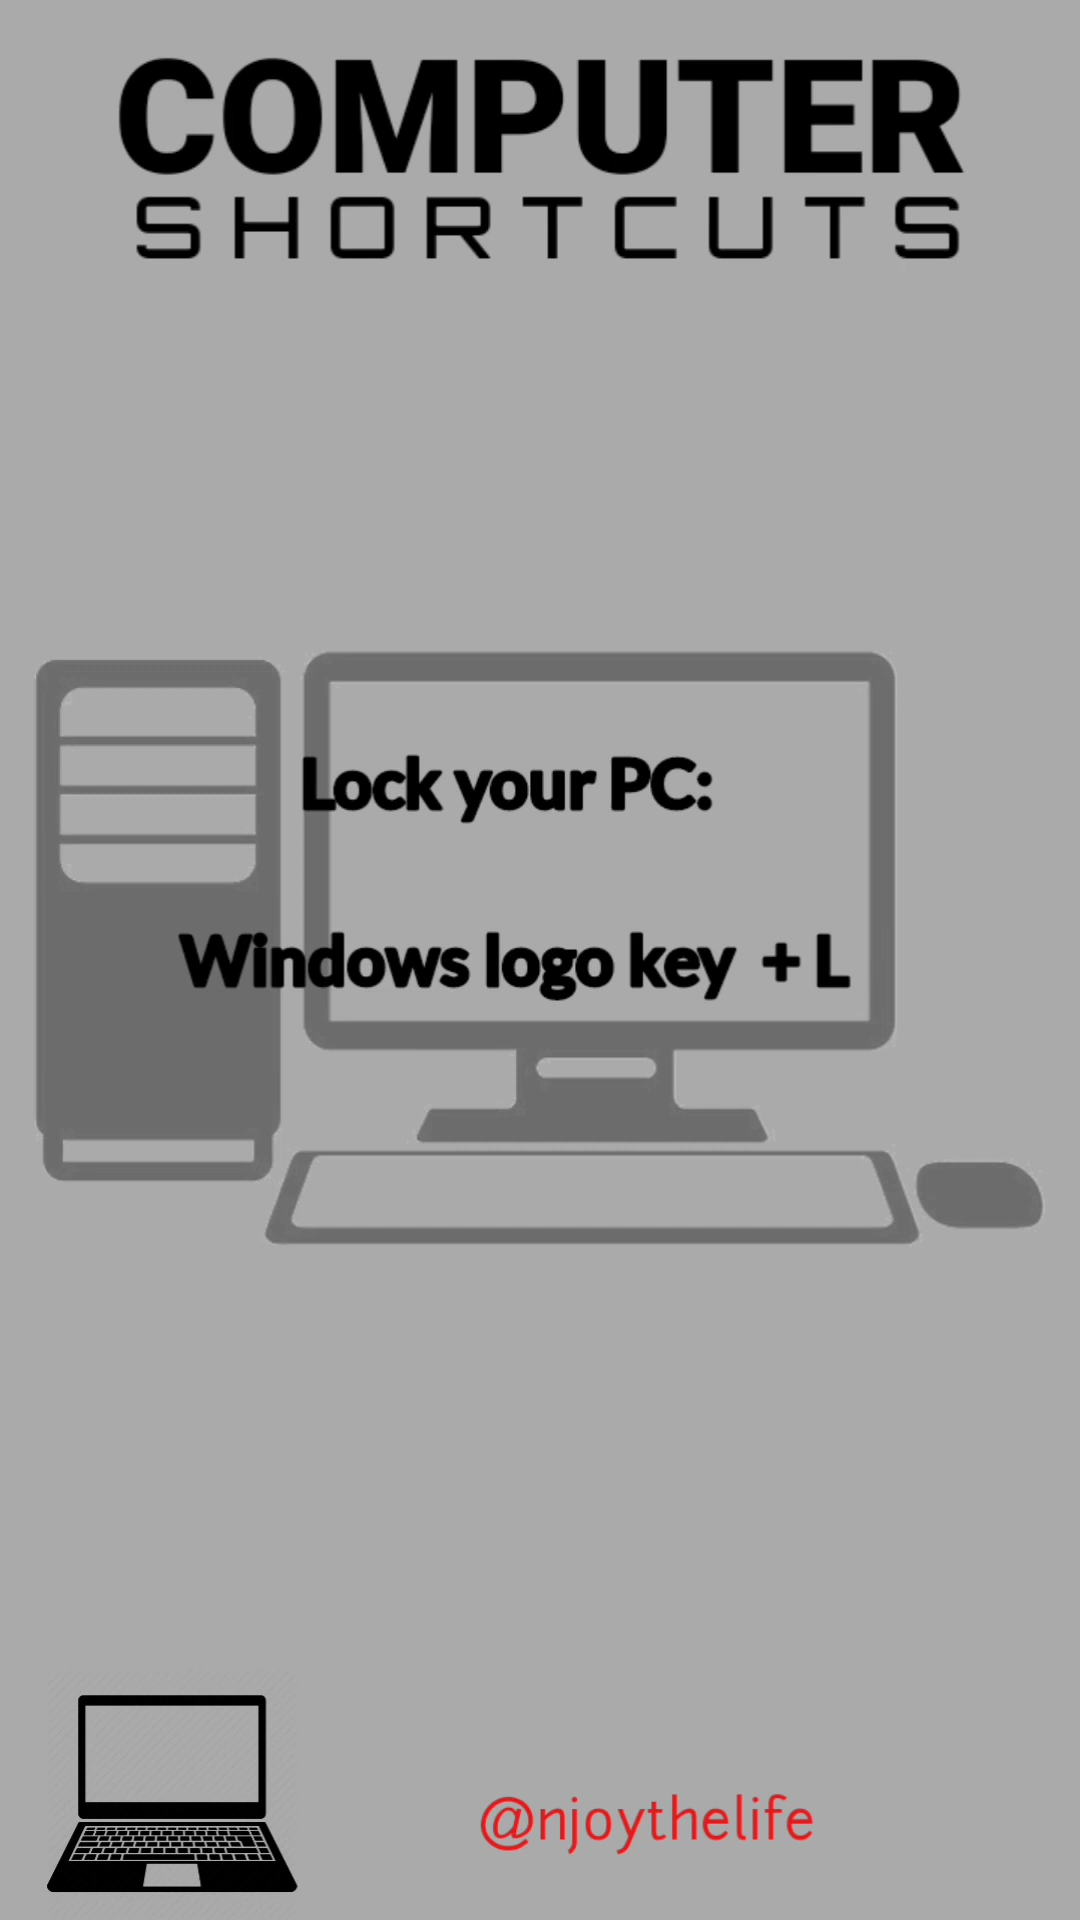 COMPUTER
SHORTCUTS
Lock your PC:
Windows logo key + L
@njoythelife